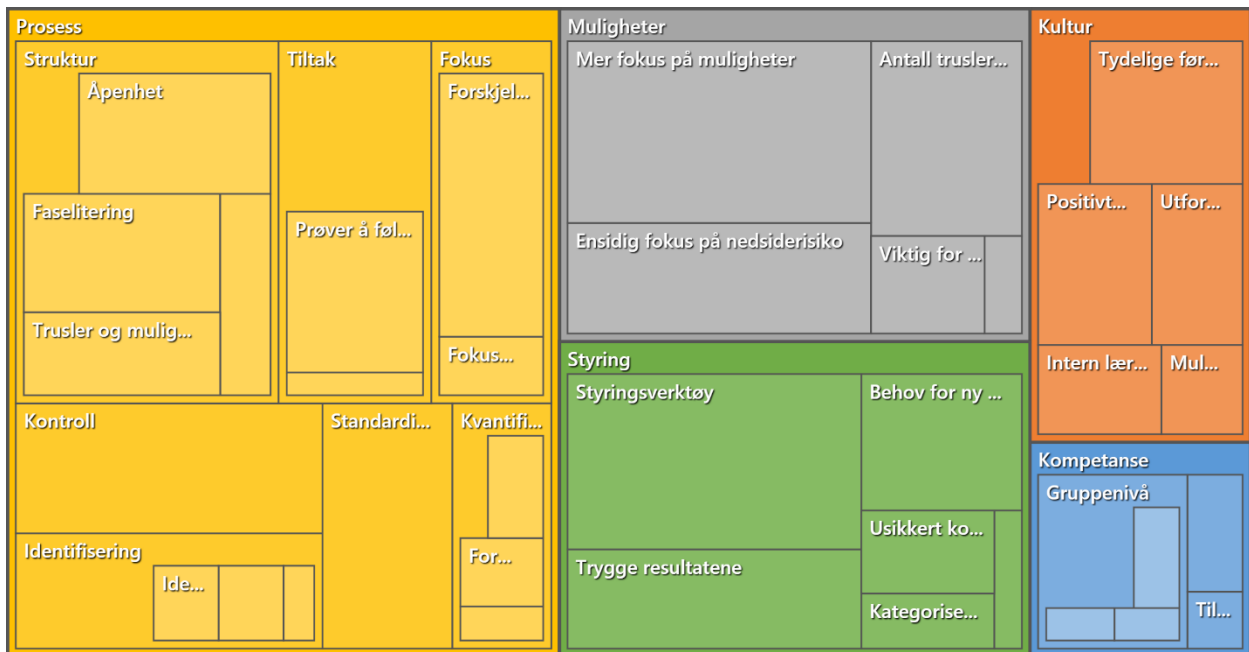 Prosess
Struktur
Åpenhet
Faselitering
Trusler og mulig...
Tiltak
Prøver å føl...
Fokus
Forskjel...
Fokus...
Kontroll
Identifisering
Ide...
Standardi...
Kvantifi...
For...
Muligheter
Mer fokus på muligheter
Ensidig fokus på nedsiderisiko
Antall trusler...
Viktig for ...
Styring
Styringsverktøy
Trygge resultatene
Behov for ny ...
Usikkert ko...
Kategorise...
Kultur
Tydelige før...
Positivt...
Utfor...
Intern lær...
Mul...
Kompetanse
Gruppenivå
Til...